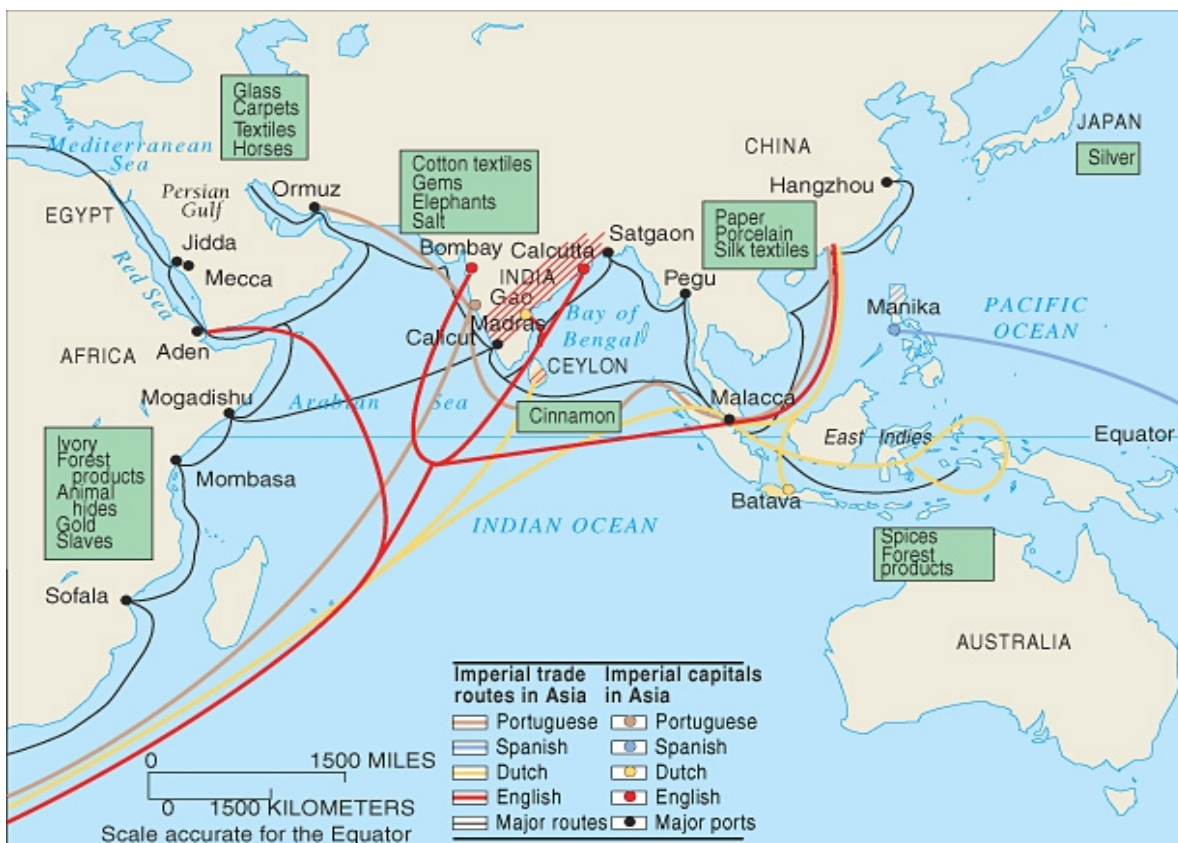 Glass
Carpets
Textiles
Horses
Mediterranean
Sea
EGYPT
Persian
Gulf
Ormuz
Jidda
Mecca
Red Sea
Aden
AFRICA
Mogadishu
Arabian Sea
Ivory
Forest
products
Animal
hides
Gold
Slaves
Mombasa
Sofala
Cotton textiles
Gems
Elephants
Salt
Bombay
Calcutta
Satgaon
INDIA
Gao
Madras
Calicut
Bay of
Bengal
CEYLON
Cinnamon
Pegu
CHINA
Hangzhou
Paper
Porcelain
Silk textiles
JAPAN
Silver
Manika
PACIFIC
OCEAN
Malacca
East Indies
Equator
Batava
INDIAN OCEAN
Spices
Forest
products
AUSTRALIA
Imperial trade Imperial capitals
routes in Asia in Asia
Portuguese Portuguese
Spanish Spanish
Dutch Dutch
English English
Major routes Major ports
0 1500 MILES
0 1500 KILOMETERS
Scale accurate for the Equator